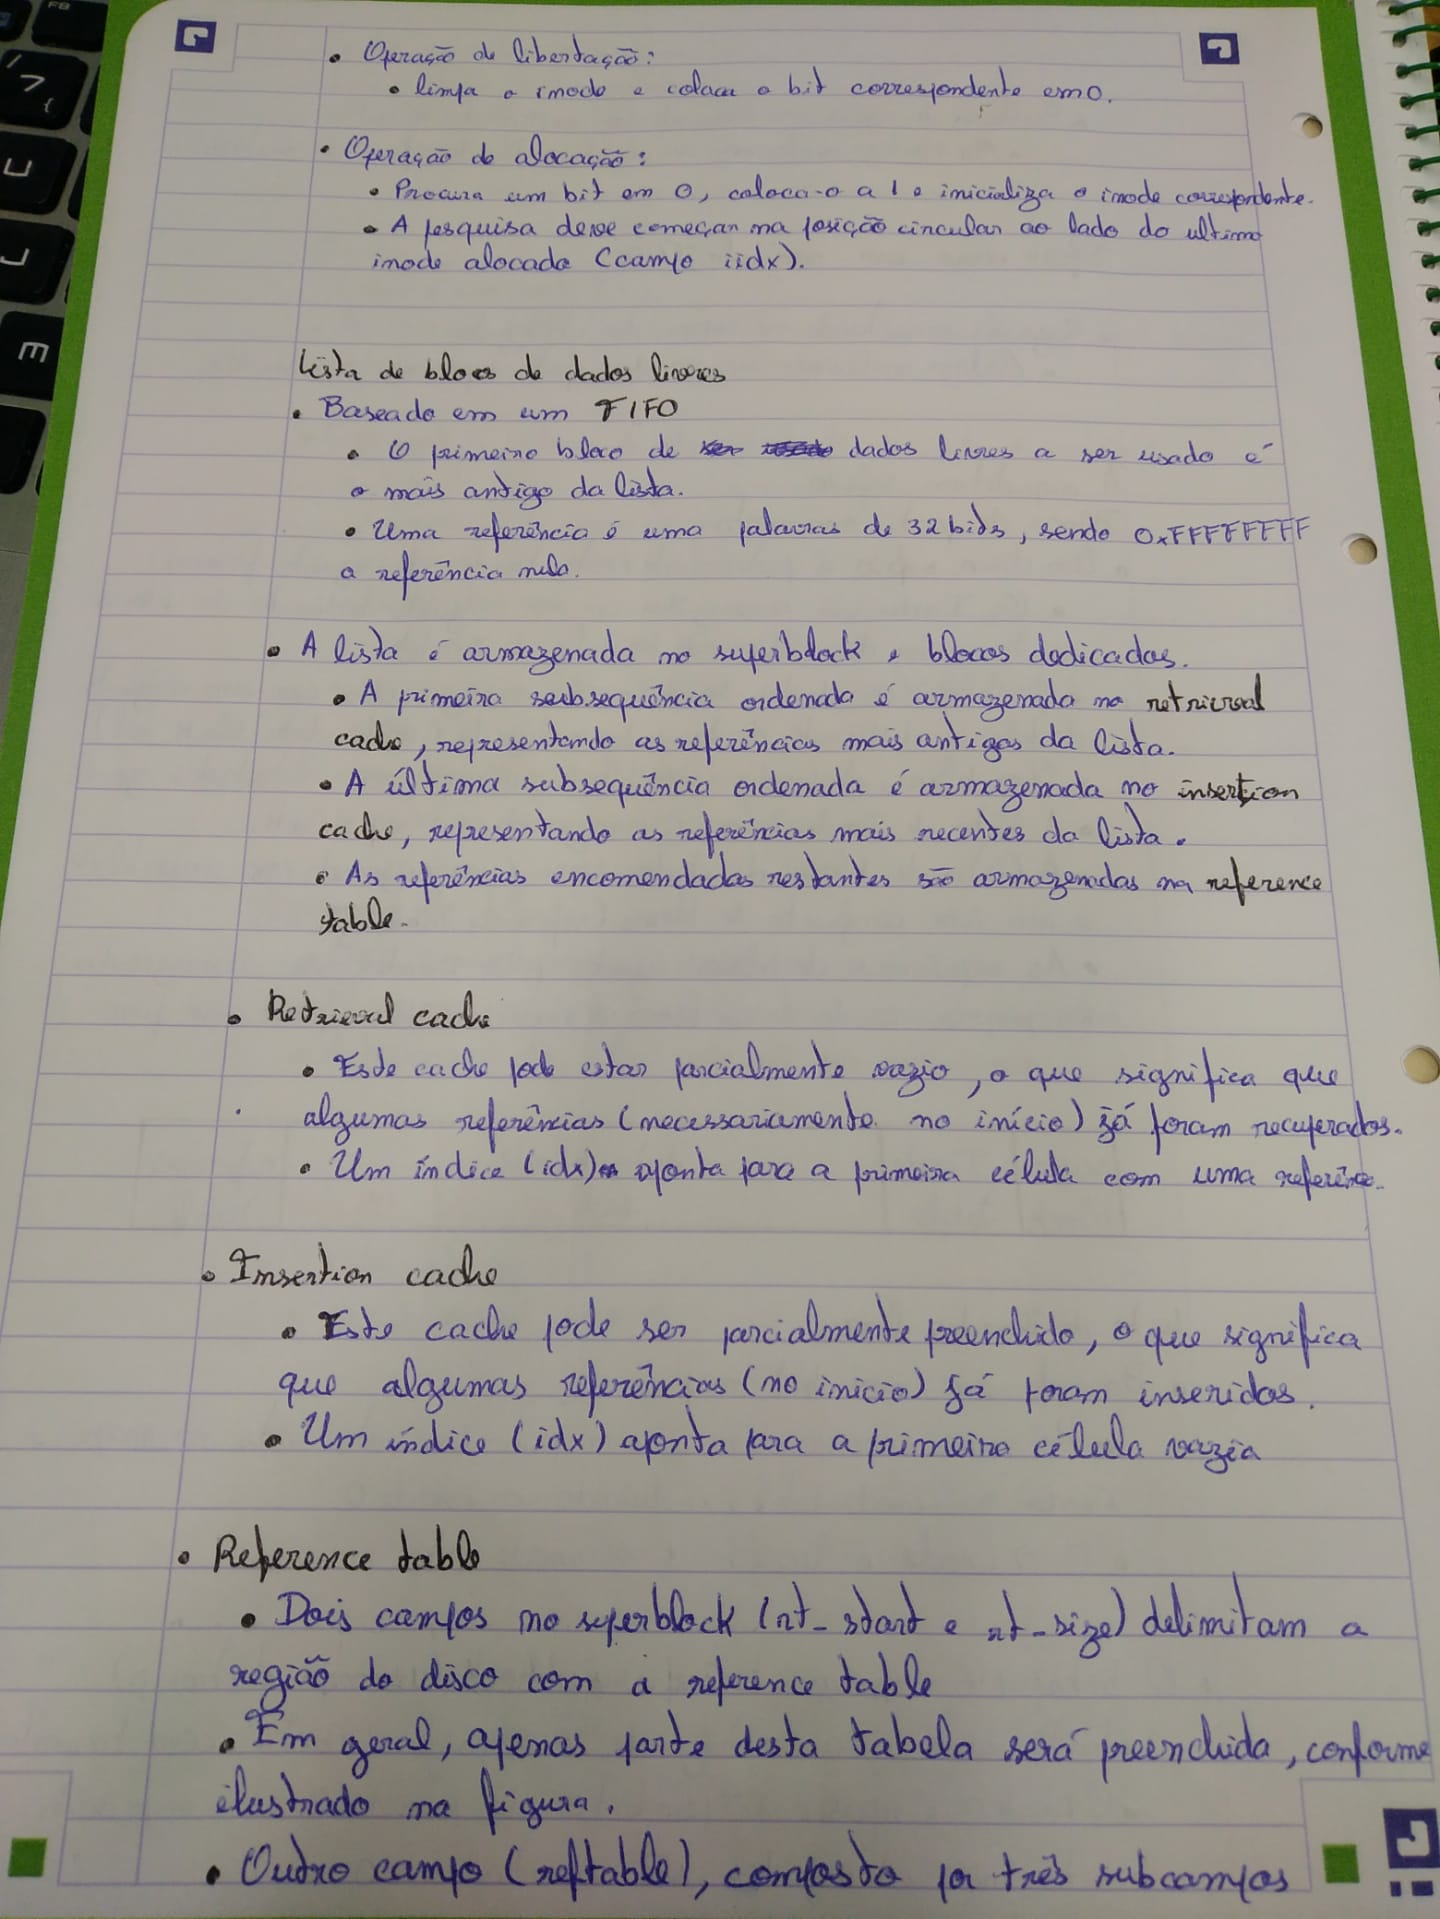 • Operação de libertação:
• limpa o inode e coloca o bit correspondente em 0.
• Operação de alocação:
• Procura um bit em 0, coloca-o a 1 e inicializa o inode correspondente.
• A pesquisa deve começar na posição circular ao lado do ultimo
inode alocado (campo iidx).
Lista de blocos de dados livres
• Baseado em um FIFO
• O primeiro bloco de dados livres a ser usado é
o mais antigo da lista.
• Uma referência é uma palavras de 32 bits, sendo 0xFFFFFFFF
a referência nula.
• A lista é armazenada no superblock e blocos dedicados.
• A primeira subsequência ordenada é armazenada no retrieval
cache, representando as referências mais antigas da lista.
• A última subsequência ordenada é armazenada no insertion
cache, representando as referências mais recentes da lista.
• As referências encomendadas restantes são armazenadas na reference
table.
• Retrieval cache
• Este cache pode estar parcialmente vazio, o que significa que
algumas referências (necessariamente no início) já foram recuperados.
• Um índice (idx) aponta para a primeira célula com uma referência.
• Insertion cache
• Este cache pode ser parcialmente preenchido, o que significa
que algumas referências (no inicio) já foram inseridas.
• Um índice (idx) aponta para a primeira célula vazia
• Reference table
• Dois campos no superblock (rt_start e rt_size) delimitam a
região do disco com a reference table
• Em geral, apenas parte desta tabela será preenchida, conforme
ilustrado na figura.
• Outro campo (reftable), composto por três subcampos